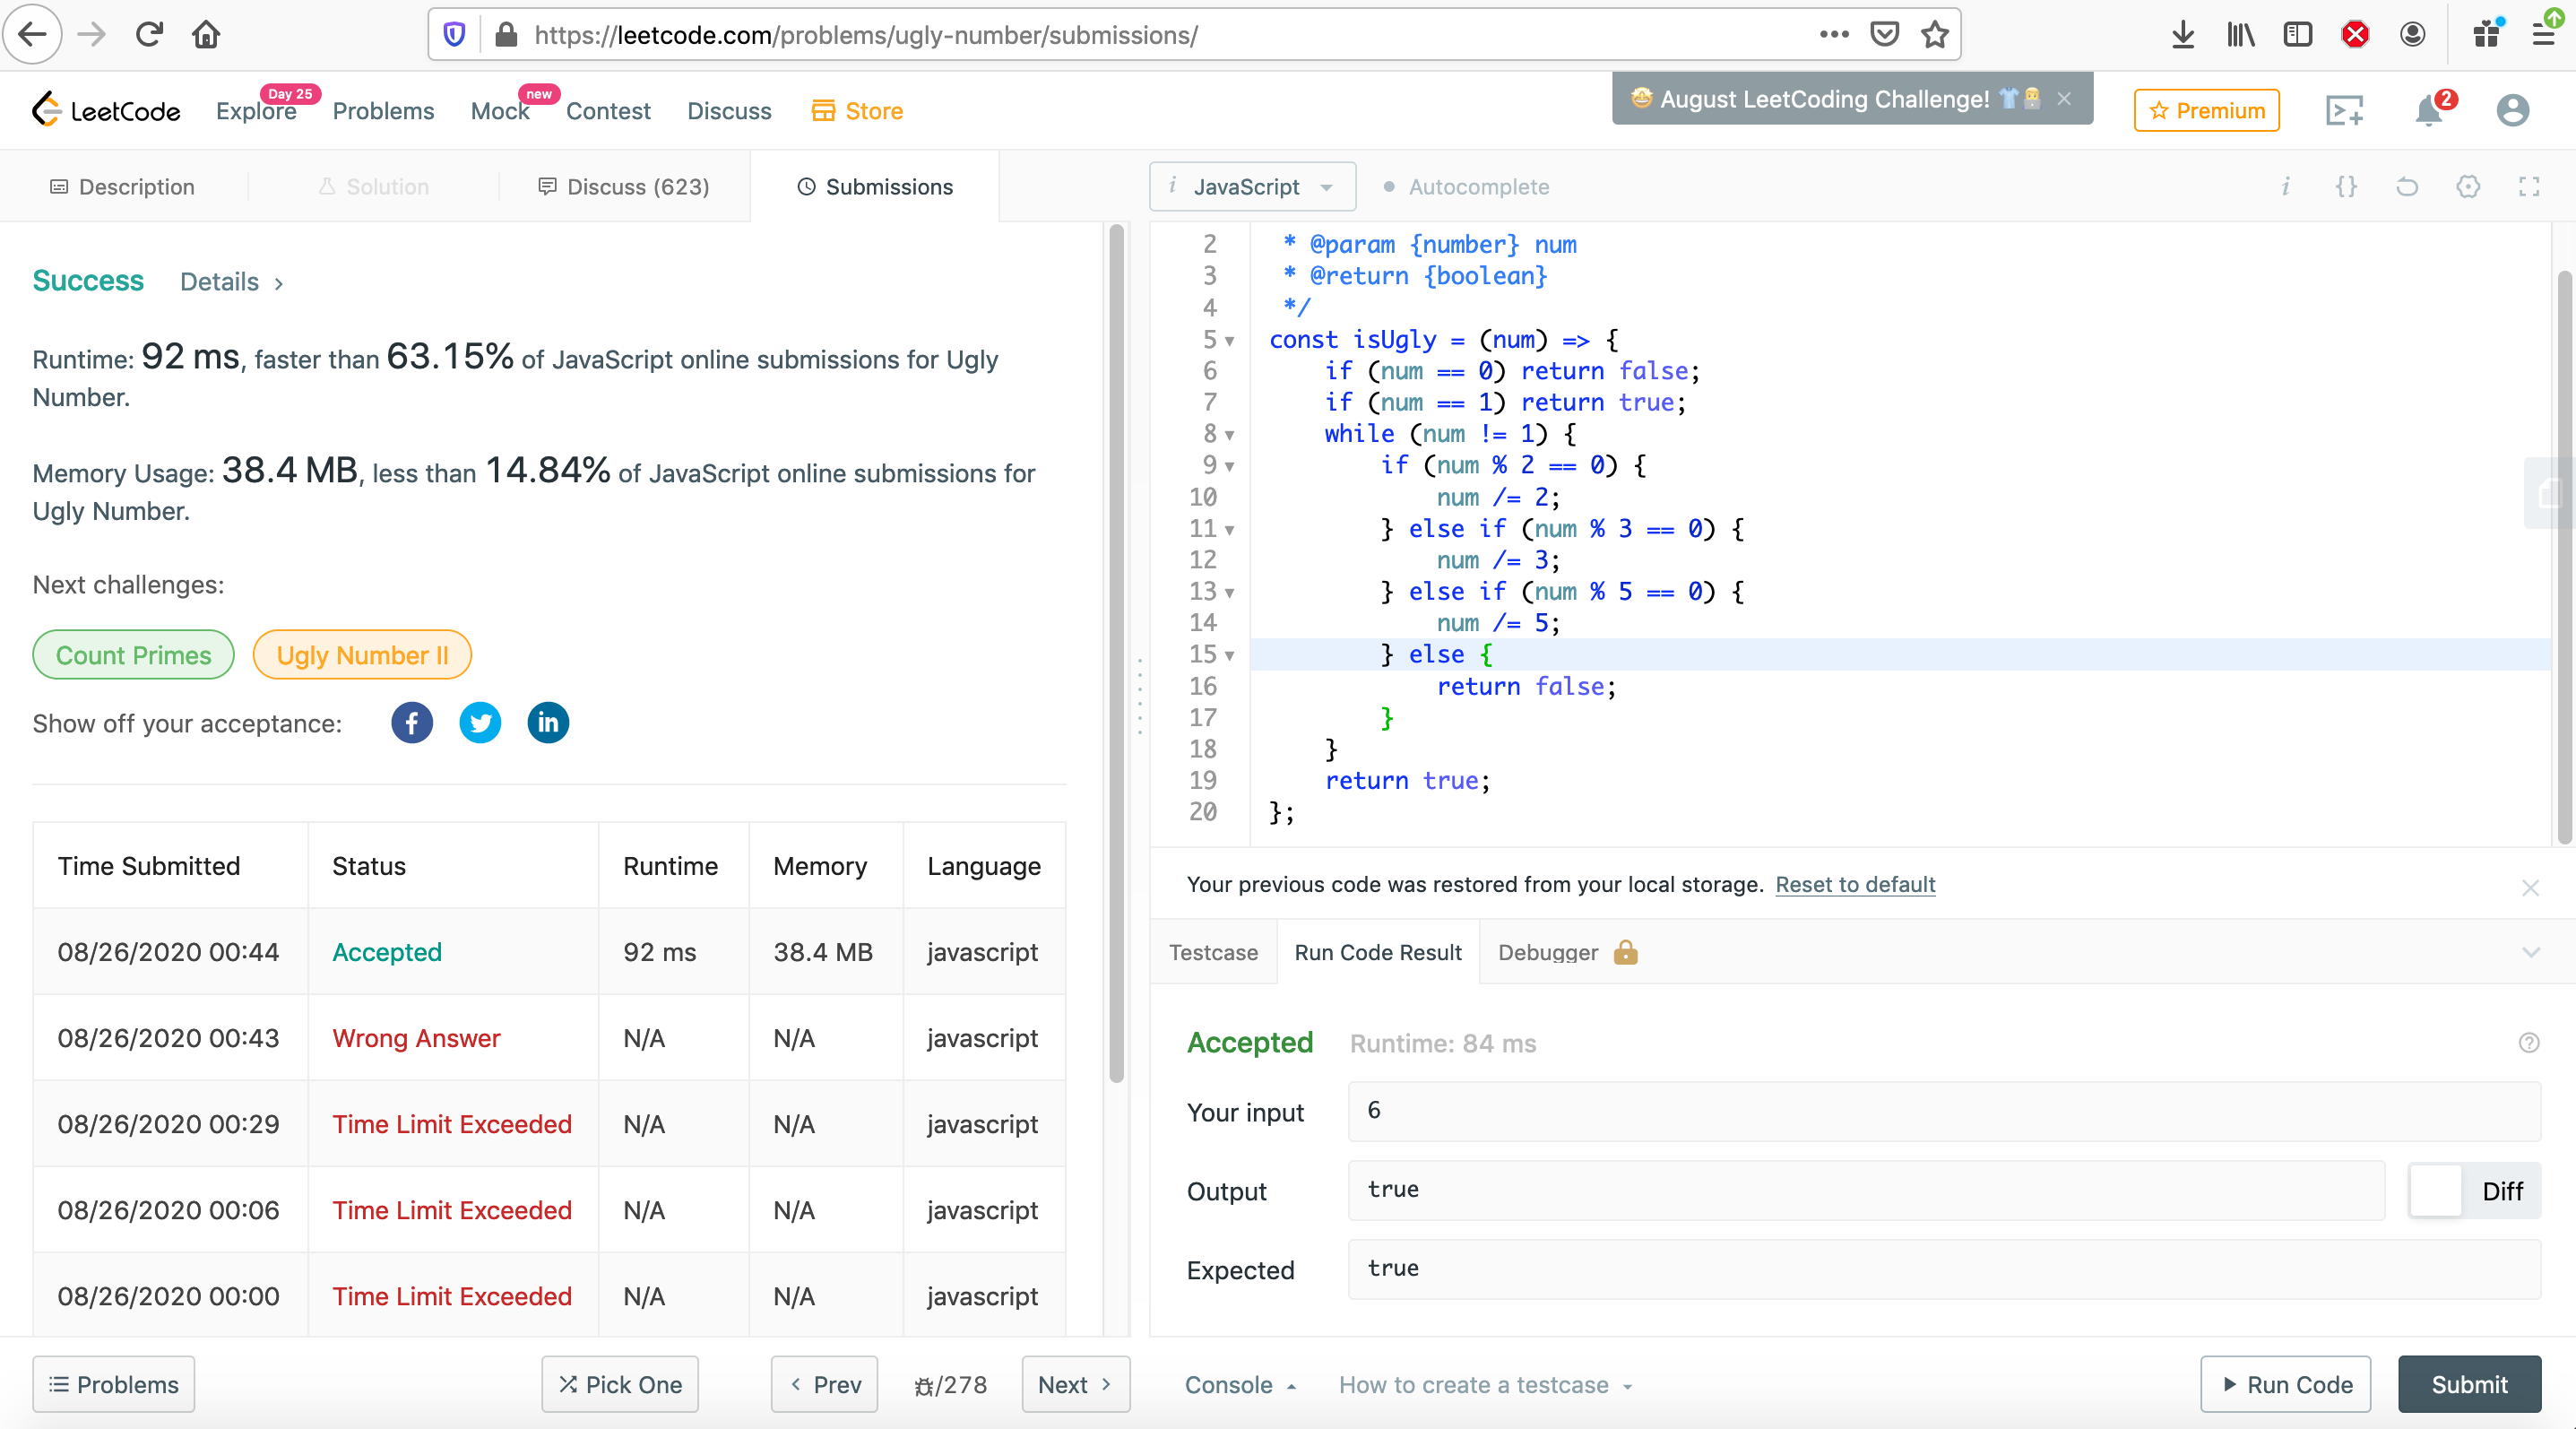 https://leetcode.com/problems/ugly-number/submissions/
LeetCode
Explore
Day 25
Problems
Mock
new
Contest
Discuss
Store
🤩 August LeetCoding Challenge! 👕
Premium
2
Description
Solution
Discuss (623)
Submissions
Success
Details >
Runtime: 92 ms, faster than 63.15% of JavaScript online submissions for Ugly
Number.
Memory Usage: 38.4 MB, less than 14.84% of JavaScript online submissions for
Ugly Number.
Next challenges:
Count Primes
Ugly Number II
Show off your acceptance:
f
in
Time Submitted Status Runtime Memory Language
08/26/2020 00:44 Accepted 92 ms 38.4 MB javascript
08/26/2020 00:43 Wrong Answer N/A N/A javascript
08/26/2020 00:29 Time Limit Exceeded N/A N/A javascript
08/26/2020 00:06 Time Limit Exceeded N/A N/A javascript
08/26/2020 00:00 Time Limit Exceeded N/A N/A javascript
Problems
Pick One
< Prev
/278
Next >
i JavaScript
Autocomplete
i {}
2 * @param {number} num
3 * @return {boolean}
4 */
5 const isUgly = (num) => {
6 if (num == 0) return false;
7 if (num == 1) return true;
8 while (num != 1) {
9 if (num % 2 == 0) {
10 num /= 2;
11 } else if (num % 3 == 0) {
12 num /= 3;
13 } else if (num % 5 == 0) {
14 num /= 5;
15 } else {
16 return false;
17 }
18 }
19 return true;
20 };
Your previous code was restored from your local storage. Reset to default
Testcase
Run Code Result
Debugger
Accepted
Runtime: 84 ms
Your input
6
Output
true
Diff
Expected
true
Console
How to create a testcase
Run Code
Submit